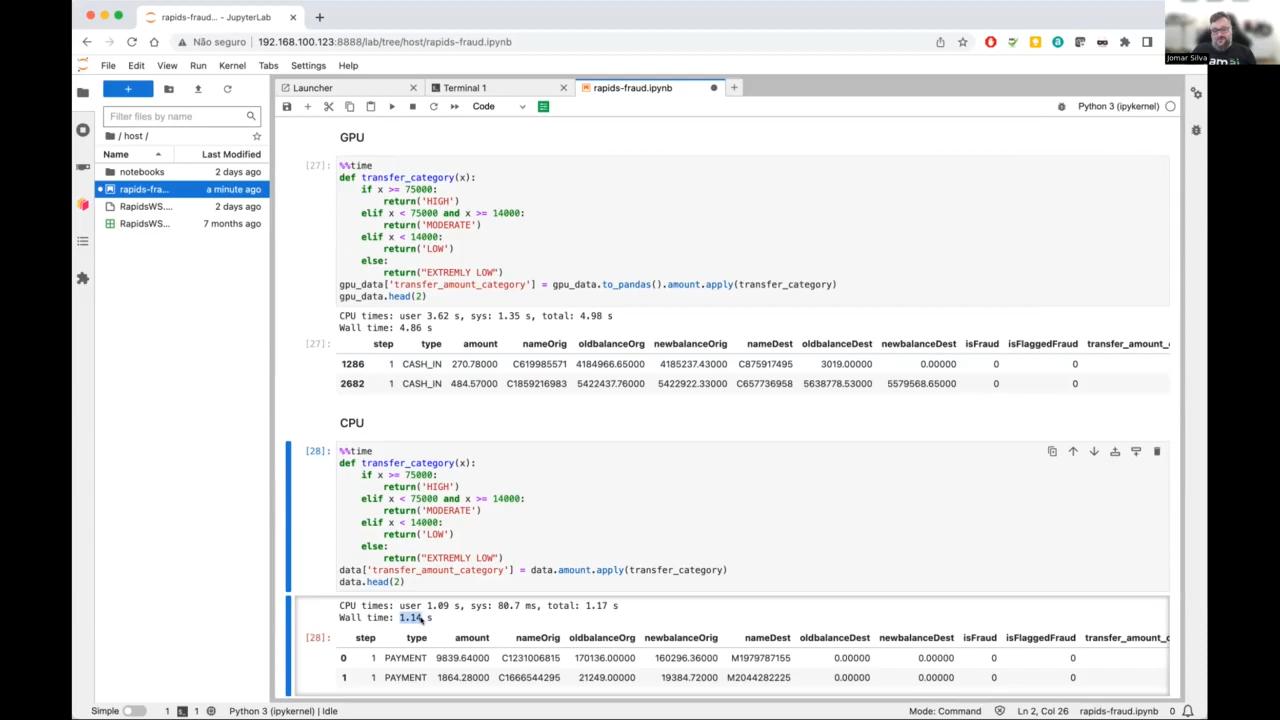 rapids-fraud... - JupyterLab
Não seguro 192.168.100.123:8888/lab/tree/host/rapids-fraud.ipynb
Jomar Silva
File Edit View Run Kernel Tabs Settings Help
Launcher Terminal 1 rapids-fraud.ipynb
Code Python 3 (ipykernel)
Filter files by name
/ host /
Name Last Modified
notebooks 2 days ago
rapids-fra... a minute ago
RapidsWS.... 2 days ago
RapidsWS... 7 months ago
GPU
[27]: %%time
def transfer_category(x):
if x >= 75000:
return('HIGH')
elif x < 75000 and x >= 14000:
return('MODERATE')
elif x < 14000:
return('LOW')
else:
return("EXTREMLY LOW")
gpu_data['transfer_amount_category'] = gpu_data.to_pandas().amount.apply(transfer_category)
gpu_data.head(2)
CPU times: user 3.62 s, sys: 1.35 s, total: 4.98 s
Wall time: 4.86 s
[27]: step type amount nameOrig oldbalanceOrg newbalanceOrig nameDest oldbalanceDest newbalanceDest isFraud isFlaggedFraud transfer_amount_c
1286 1 CASH_IN 270.78000 C619985571 4184966.65000 4185237.43000 C875917495 3019.00000 0.00000 0 0
2682 1 CASH_IN 484.57000 C1859216983 5422437.76000 5422922.33000 C657736958 5638778.53000 5579568.65000 0 0
CPU
[28]: %%time
def transfer_category(x):
if x >= 75000:
return('HIGH')
elif x < 75000 and x >= 14000:
return('MODERATE')
elif x < 14000:
return('LOW')
else:
return("EXTREMLY LOW")
data['transfer_amount_category'] = data.amount.apply(transfer_category)
data.head(2)
CPU times: user 1.09 s, sys: 80.7 ms, total: 1.17 s
Wall time: 1.14 s
[28]: step type amount nameOrig oldbalanceOrg newbalanceOrig nameDest oldbalanceDest newbalanceDest isFraud isFlaggedFraud transfer_amount_c
0 1 PAYMENT 9839.64000 C1231006815 170136.00000 160296.36000 M1979787155 0.00000 0.00000 0 0
1 1 PAYMENT 1864.28000 C1666544295 21249.00000 19384.72000 M2044282225 0.00000 0.00000 0 0
Simple 1 1 Python 3 (ipykernel) | Idle Mode: Command Ln 2, Col 26 rapids-fraud.ipynb 0